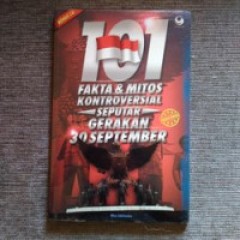 101
FAKTA & MITOS
KONTROVERSIAL
SEPUTAR
GERAKAN
30 SEPTEMBER